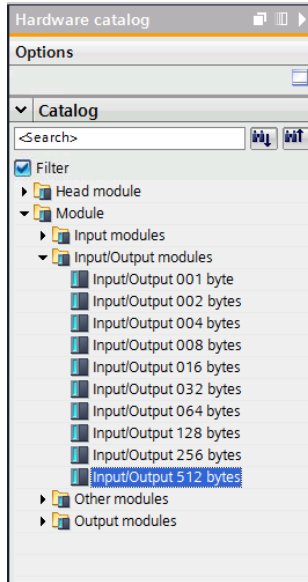 Hardware catalog
Options
Catalog
<Search>
Filter
Head module
Module
Input modules
Input/Output modules
Input/Output 001 byte
Input/Output 002 bytes
Input/Output 004 bytes
Input/Output 008 bytes
Input/Output 016 bytes
Input/Output 032 bytes
Input/Output 064 bytes
Input/Output 128 bytes
Input/Output 256 bytes
Input/Output 512 bytes
Other modules
Output modules